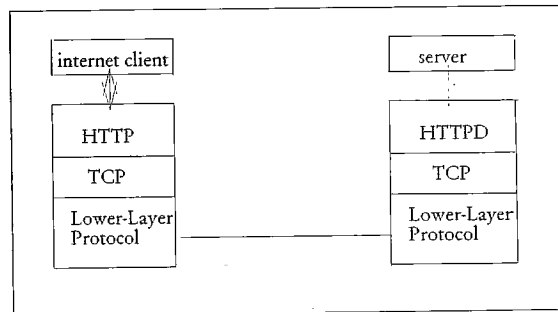 internet client
HTTP
TCP
Lower-Layer
Protocol
server
HTTPD
TCP
Lower-Layer
Protocol